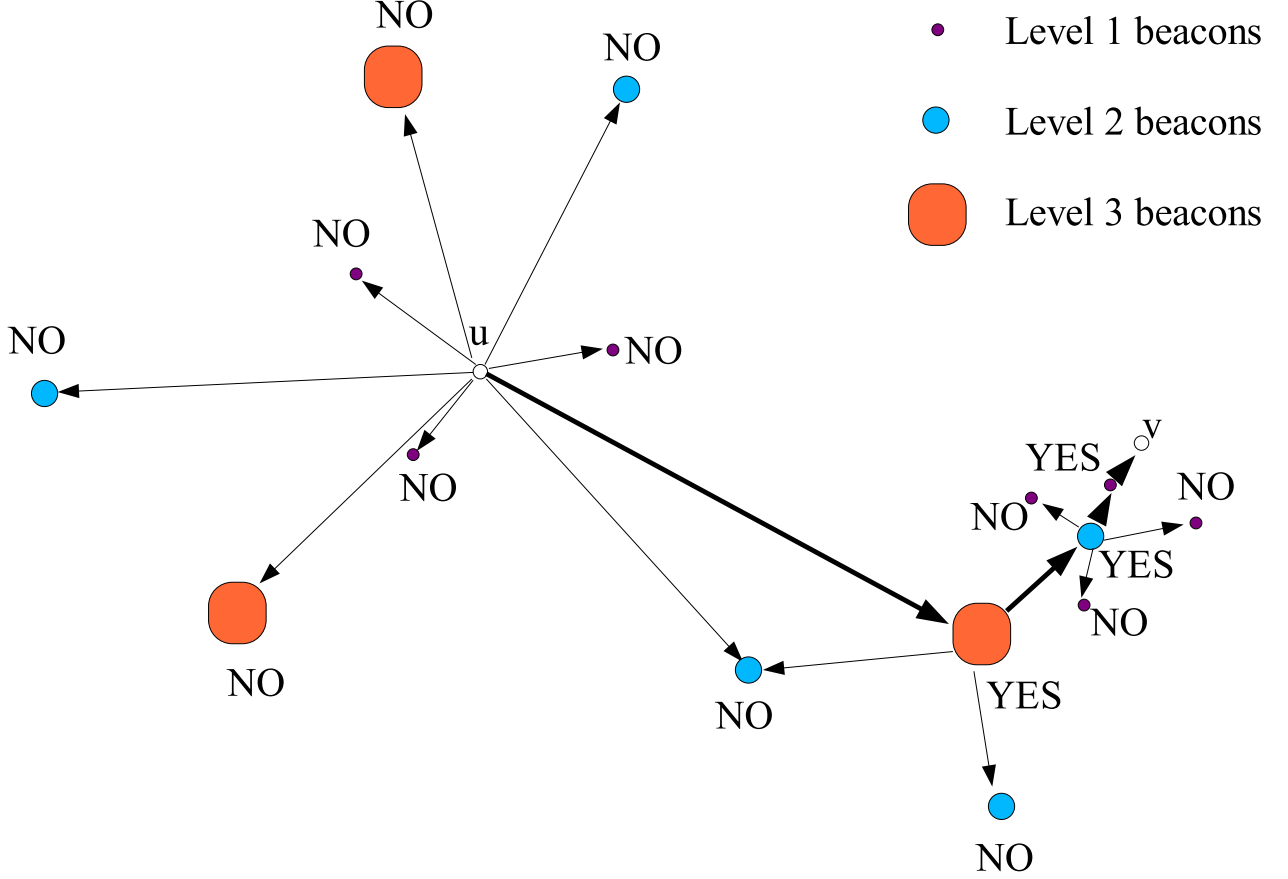 NO
NO
Level 1 beacons
Level 2 beacons
Level 3 beacons
NO
u
NO
NO
NO
v
YES
NO
NO
YES
NO
NO
YES
NO
NO